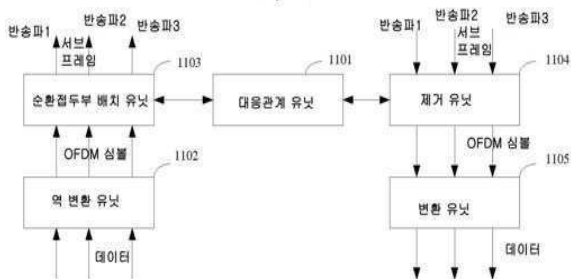 반송파1 반송파2 반송파3
서브
프레임
1103
순환접두부 배치 유닛
OFDM 심볼
1102
역 변환 유닛
데이터
1101
대응관계 유닛
반송파1 반송파2 반송파3
서브
프레임
1104
제거 유닛
OFDM 심볼
1105
변환 유닛
데이터